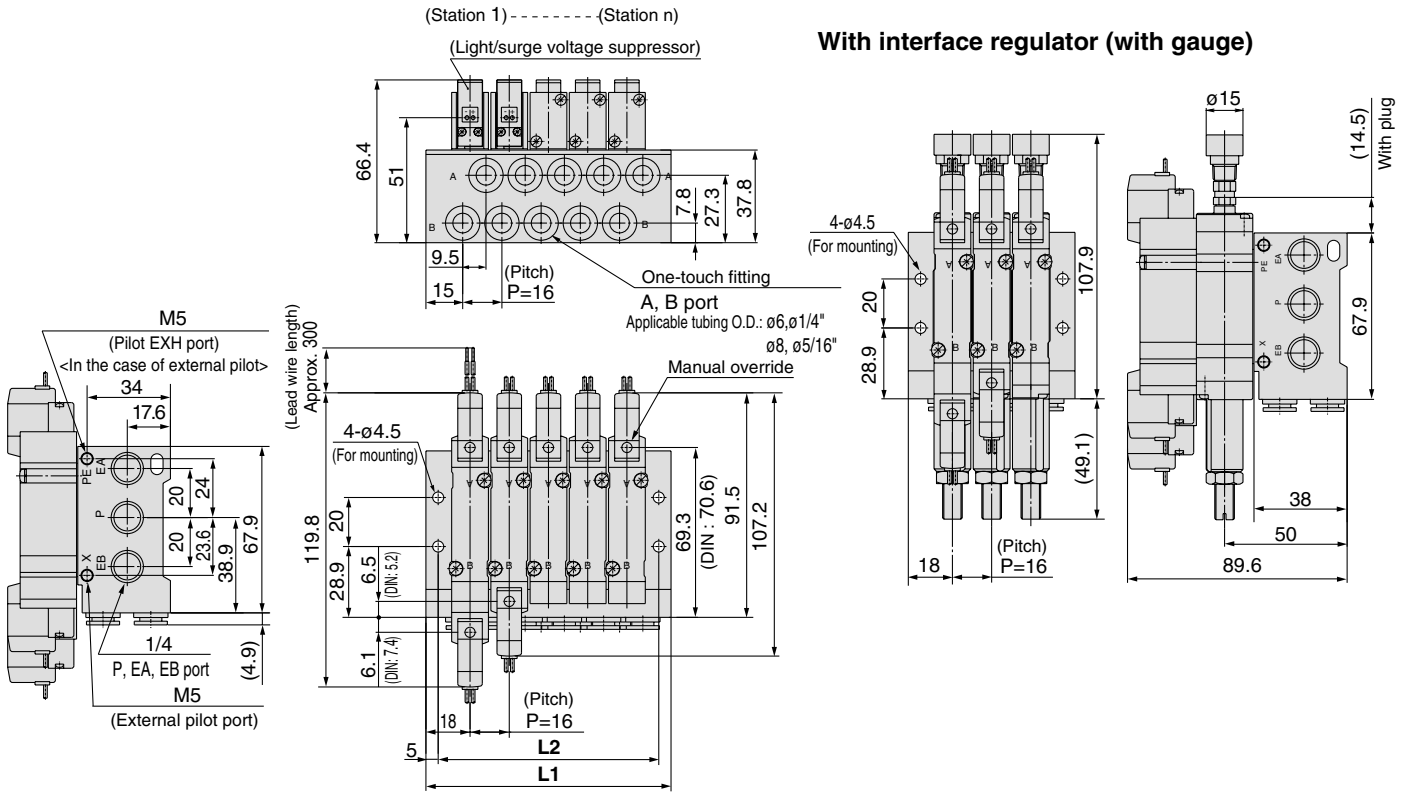 (Station 1) - - - - - - - - - (Station n)
(Light/surge voltage suppressor)
66.4
51
A
A
B
B
7.8
27.3
37.8
9.5
(Pitch)
15
P=16
One-touch fitting
A, B port
Applicable tubing O.D.: ø6,ø1/4"
ø8, ø5/16"
With interface regulator (with gauge)
ø15
(14.5)
With plug
4-ø4.5
(For mounting)
20
28.9
A
A
A
B
B
B
107.9
(49.1)
18
(Pitch)
P=16
PE
EA
P
X
EB
67.9
38
50
89.6
M5
(Pilot EXH port)
<In the case of external pilot>
34
17.6
PE
EA
P
X
EB
20
24
20
23.6
38.9
67.9
(4.9)
1/4
P, EA, EB port
M5
(External pilot port)
(Lead wire length)
Approx. 300
Manual override
4-ø4.5
(For mounting)
119.8
20
28.9
6.5
(DIN: 5.2)
6.1
(DIN: 7.4)
A
A
A
A
A
B
B
B
B
B
69.3
(DIN : 70.6)
91.5
107.2
18
(Pitch)
P=16
5
L2
L1